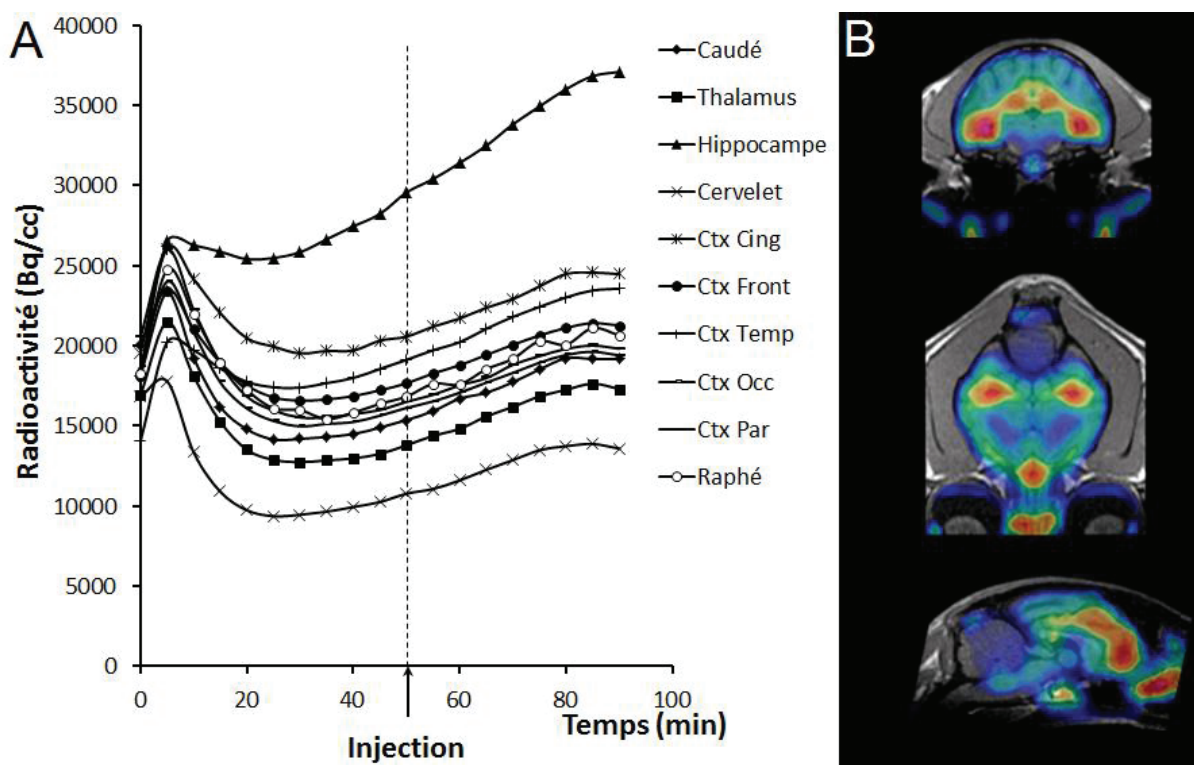 A
B
Radioactivité (Bq/cc)
40000
35000
30000
25000
20000
15000
10000
5000
0
0
20
40
60
80
100
Temps (min)
Injection
Caudé
Thalamus
Hippocampe
Cervelet
Ctx Cing
Ctx Front
Ctx Temp
Ctx Occ
Ctx Par
Raphé